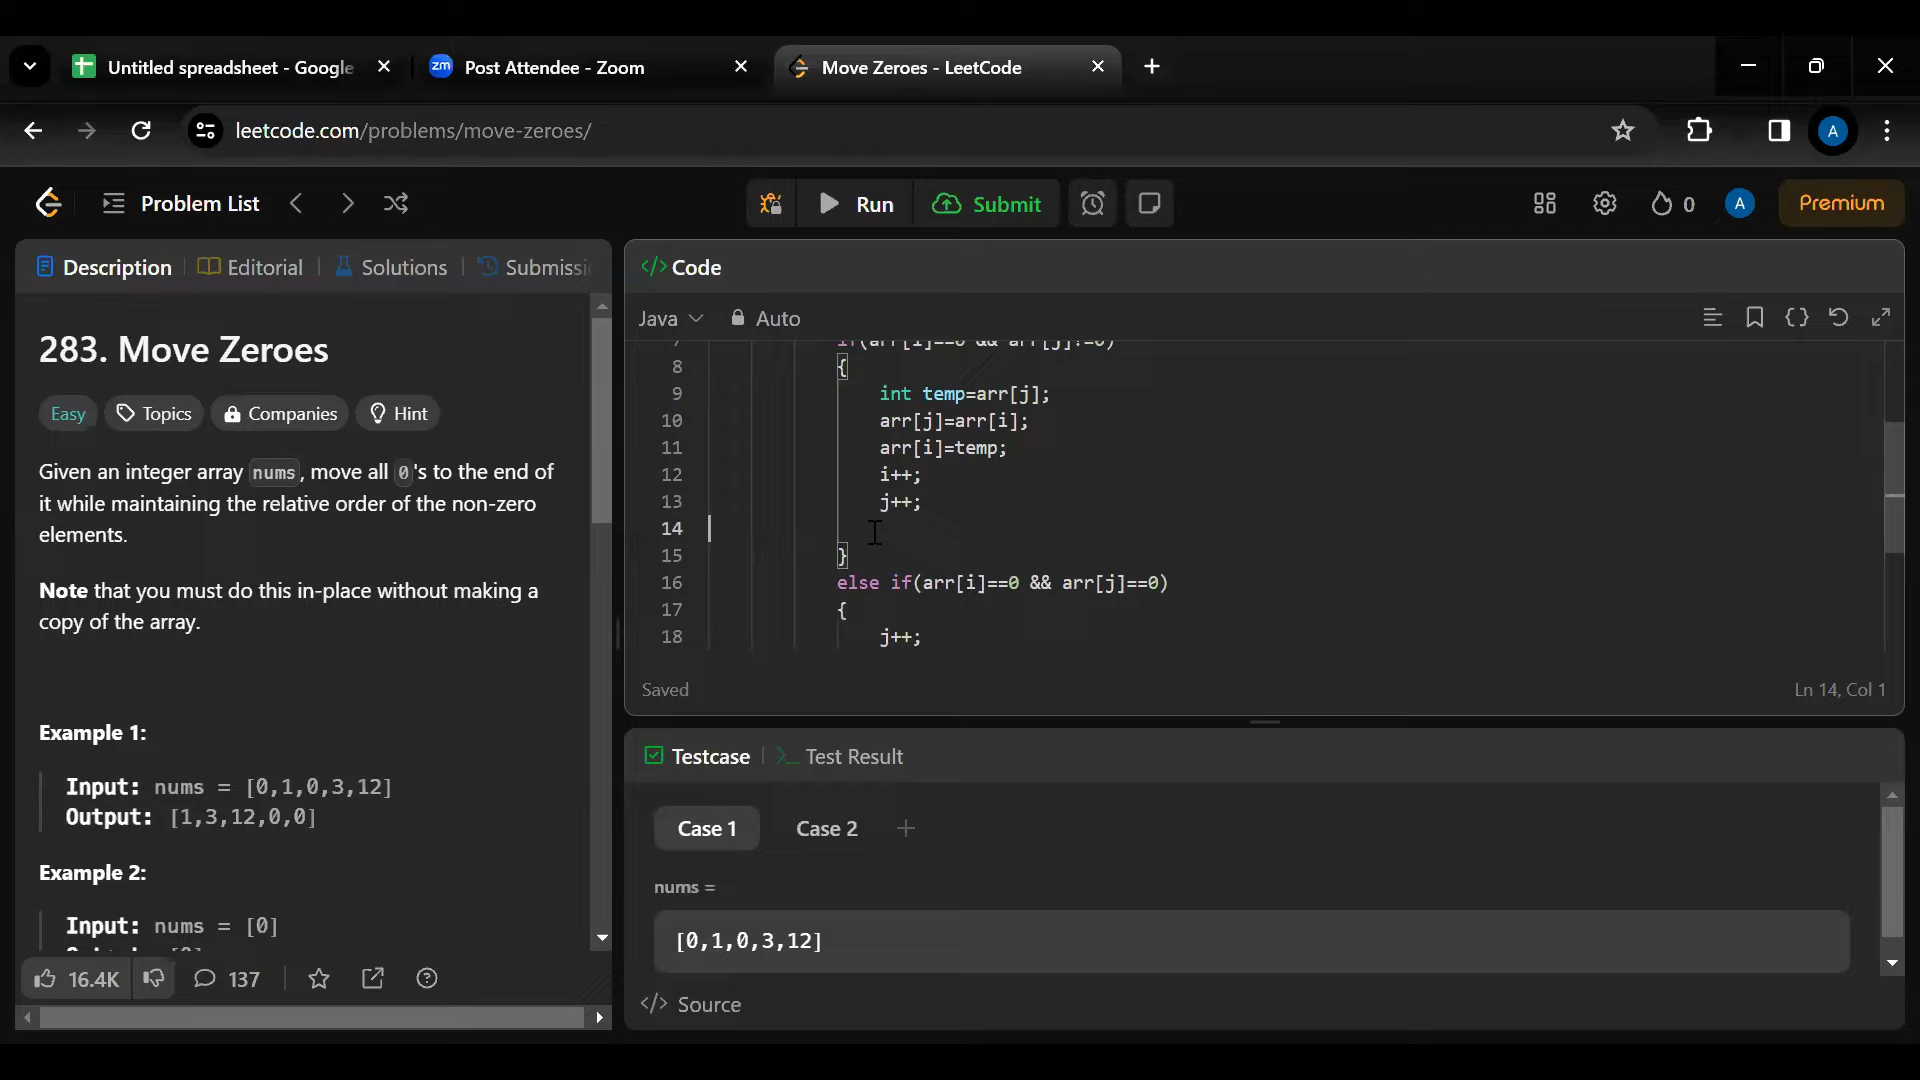 Untitled spreadsheet - Google
Post Attendee - Zoom
Move Zeroes - LeetCode
leetcode.com/problems/move-zeroes/
A
Problem List
Run
Submit
0
A
Premium
Description
Editorial
Solutions
Submissi
Code
Java
Auto
283. Move Zeroes
Easy
Topics
Companies
Hint
Given an integer array nums, move all 0's to the end of
it while maintaining the relative order of the non-zero
elements.
Note that you must do this in-place without making a
copy of the array.
Example 1:
Input: nums = [0,1,0,3,12]
Output: [1,3,12,0,0]
Example 2:
Input: nums = [0]
16.4K
137
7 if(arr[i]==0 && arr[j]!=0)
8 {
9 int temp=arr[j];
10 arr[j]=arr[i];
11 arr[i]=temp;
12 i++;
13 j++;
14
15 }
16 else if(arr[i]==0 && arr[j]==0)
17 {
18 j++;
Saved
Ln 14, Col 1
Testcase
Test Result
Case 1
Case 2
nums =
[0,1,0,3,12]
Source